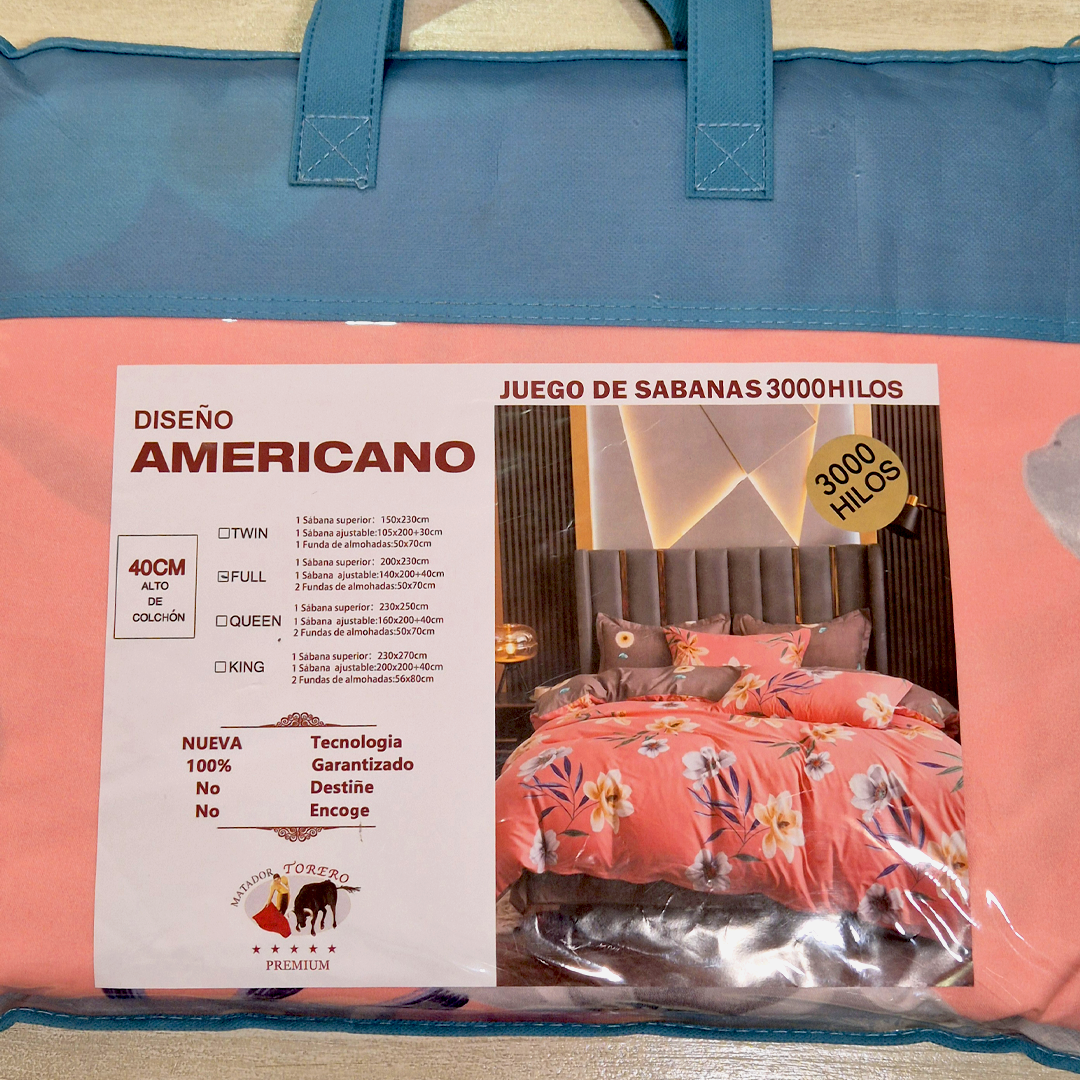 JUEGO DE SABANAS 3000HILOS
DISEÑO
AMERICANO
3000
HILOS
40CM
ALTO
DE
COLCHÓN
TWIN
1 Sábana superior: 150x230cm
1 Sábana ajustable:105x200+30cm
1 Funda de almohadas:50x70cm
FULL
1 Sábana superior: 200x230cm
1 Sábana ajustable:140x200+40cm
2 Fundas de almohadas:50x70cm
QUEEN
1 Sábana superior: 230x250cm
1 Sábana ajustable:160x200+40cm
2 Fundas de almohadas:50x70cm
KING
1 Sábana superior: 230x270cm
1 Sábana ajustable:200x200+40cm
2 Fundas de almohadas:56x80cm
NUEVA Tecnologia
100% Garantizado
No Destiñe
No Encoge
MATADOR TORERO
PREMIUM